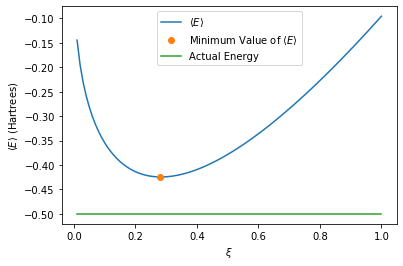 ⟨E⟩
Minimum Value of ⟨E⟩
Actual Energy
−0.10
−0.15
−0.20
−0.25
−0.30
−0.35
−0.40
−0.45
−0.50
⟨E⟩ (Hartrees)
0.0 0.2 0.4 0.6 0.8 1.0
ξ